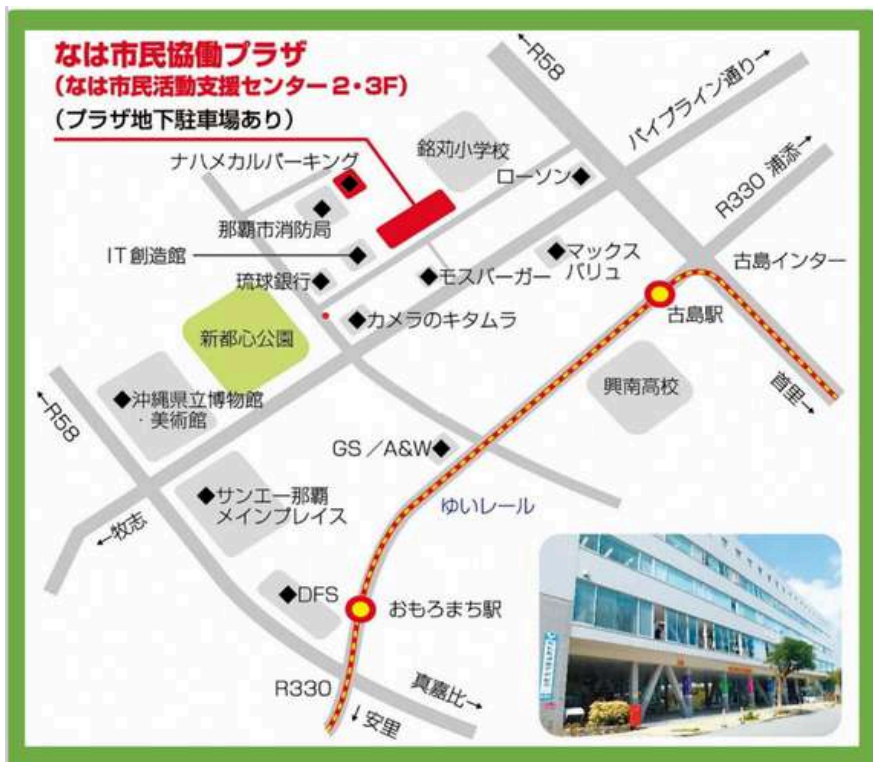 なは市民協働プラザ
(なは市民活動支援センター2・3F)
(プラザ地下駐車場あり)
←R58
パイプライン通り→
ナハメカルパーキング
銘苅小学校
ローソン
R330 浦添→
那覇市消防局
IT創造館
マックス
バリュ
古島インター
琉球銀行
モスバーガー
古島駅
カメラのキタムラ
新都心公園
興南高校
首里→
←R58
沖縄県立博物館
・美術館
GS/A&W
サンエー那覇
メインプレイス
ゆいレール
←牧志
DFS
おもろまち駅
R330
真嘉比→
↓安里